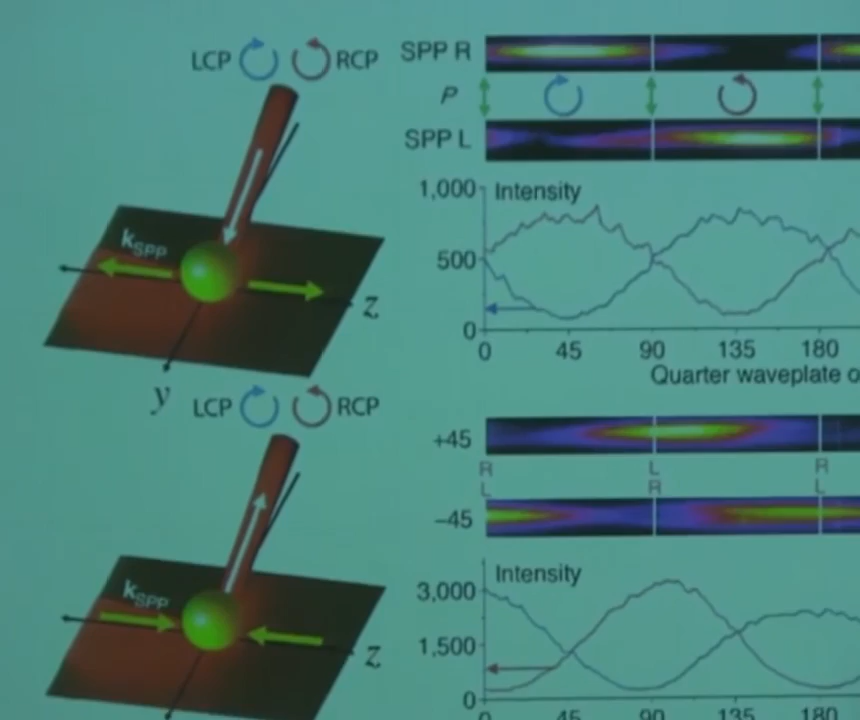 LCP RCP
SPP R
P
SPP L
k SPP
z
y
1,000
Intensity
500
0
0 45 90 135 180
Quarter waveplate o
LCP RCP
k SPP
z
+45
R L R
L R L
−45
Intensity
3,000
1,500
0
0 45 90 135 180